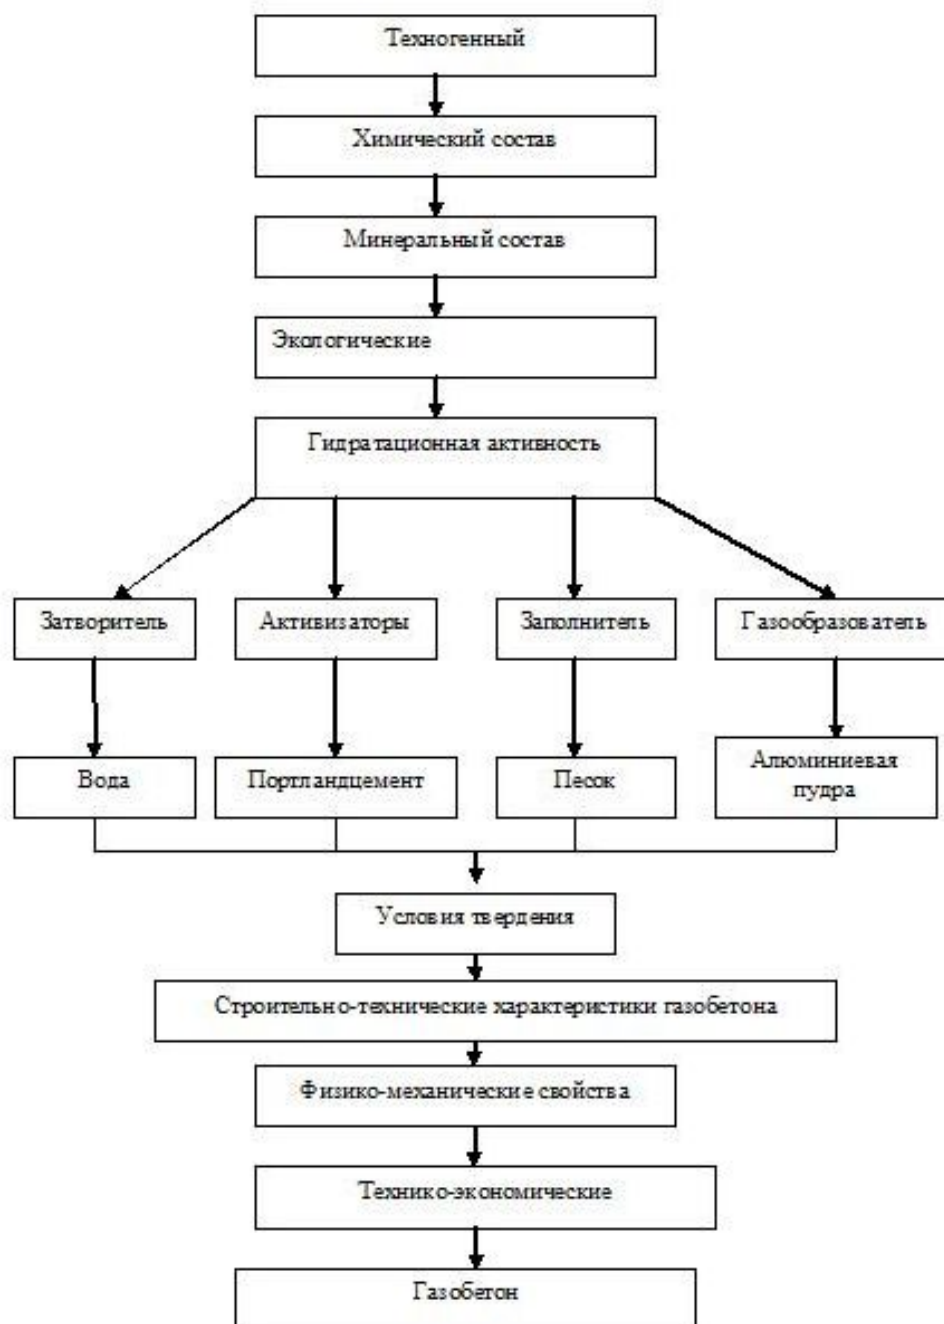 Техногенный
Химический состав
Минеральный состав
Экологические
Гидратационная активность
Затворитель
Активизаторы
Заполнитель
Газообразователь
Вода
Портландцемент
Песок
Алюминиевая
пудра
Условия твердения
Строительно-технические характеристики газобетона
Физико-механические свойства
Технико-экономические
Газобетон